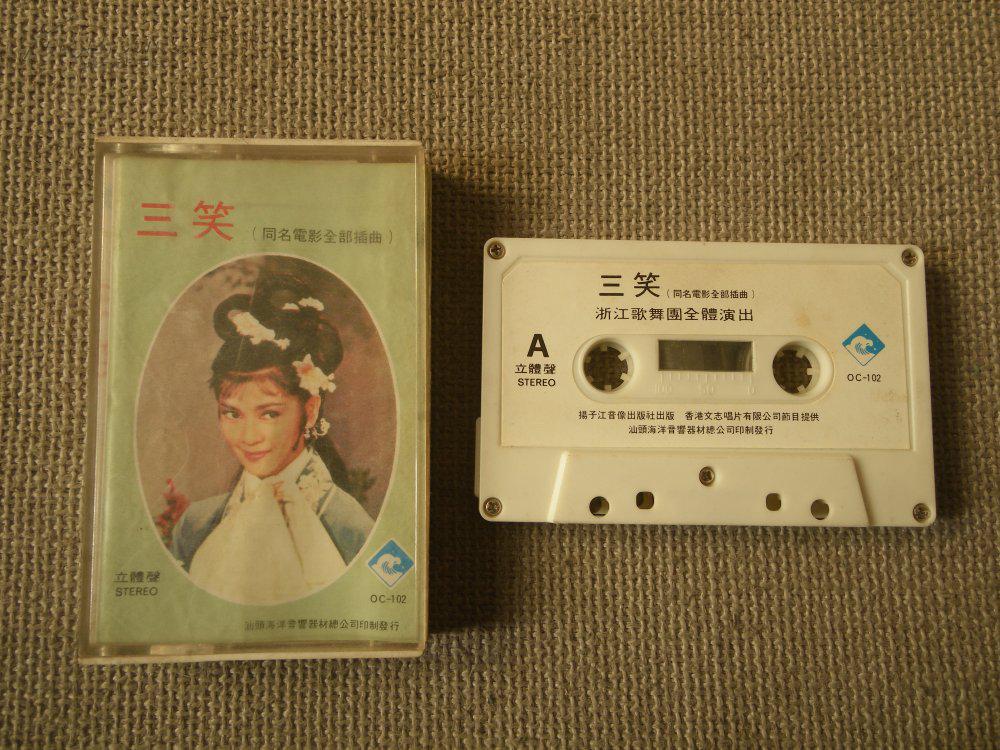 三笑（同名電影全部插曲）
立體聲
STEREO
OC-102
汕頭海洋音響器材總公司印制發行
三笑（同名電影全部插曲）
浙江歌舞團全體演出
A
立體聲
STEREO
100 50 0
OC-102
揚子江音像出版社出版 香港文志唱片有限公司節目提供
汕頭海洋音響器材總公司印制發行